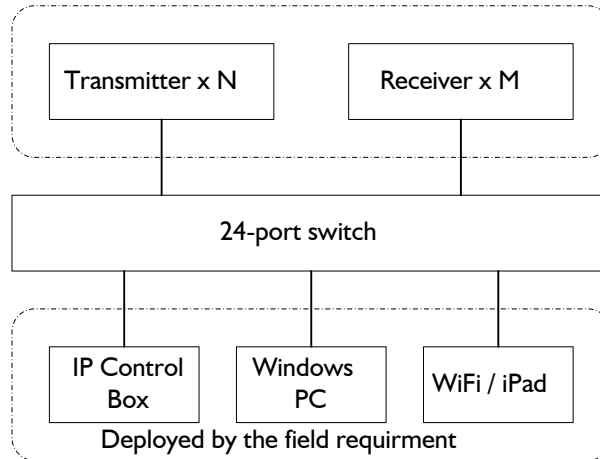 Transmitter x N
Receiver x M
24-port switch
IP Control
Box
Windows
PC
WiFi / iPad
Deployed by the field requirment